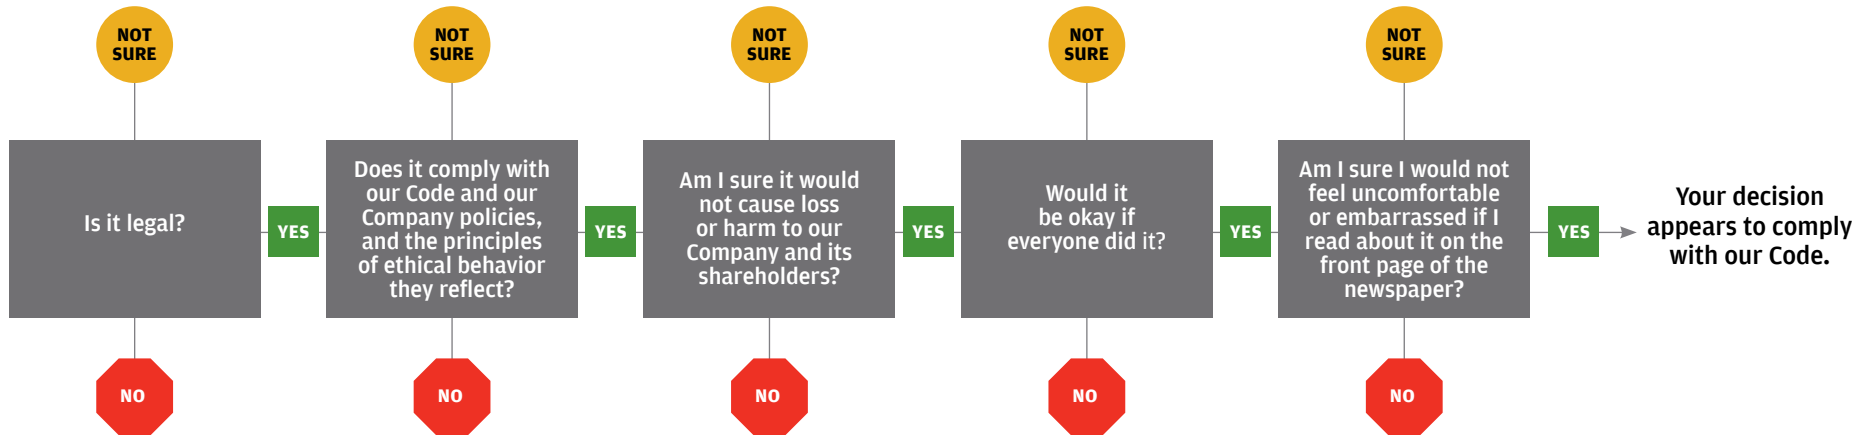 NOT
SURE
NOT
SURE
NOT
SURE
NOT
SURE
NOT
SURE
Is it legal?
YES
Does it comply with
our Code and our
Company policies,
and the principles
of ethical behavior
they reflect?
YES
Am I sure it would
not cause loss
or harm to our
Company and its
shareholders?
YES
Would it
be okay if
everyone did it?
YES
Am I sure I would not
feel uncomfortable
or embarrassed if I
read about it on the
front page of the
newspaper?
YES
Your decision
appears to comply
with our Code.
NO
NO
NO
NO
NO